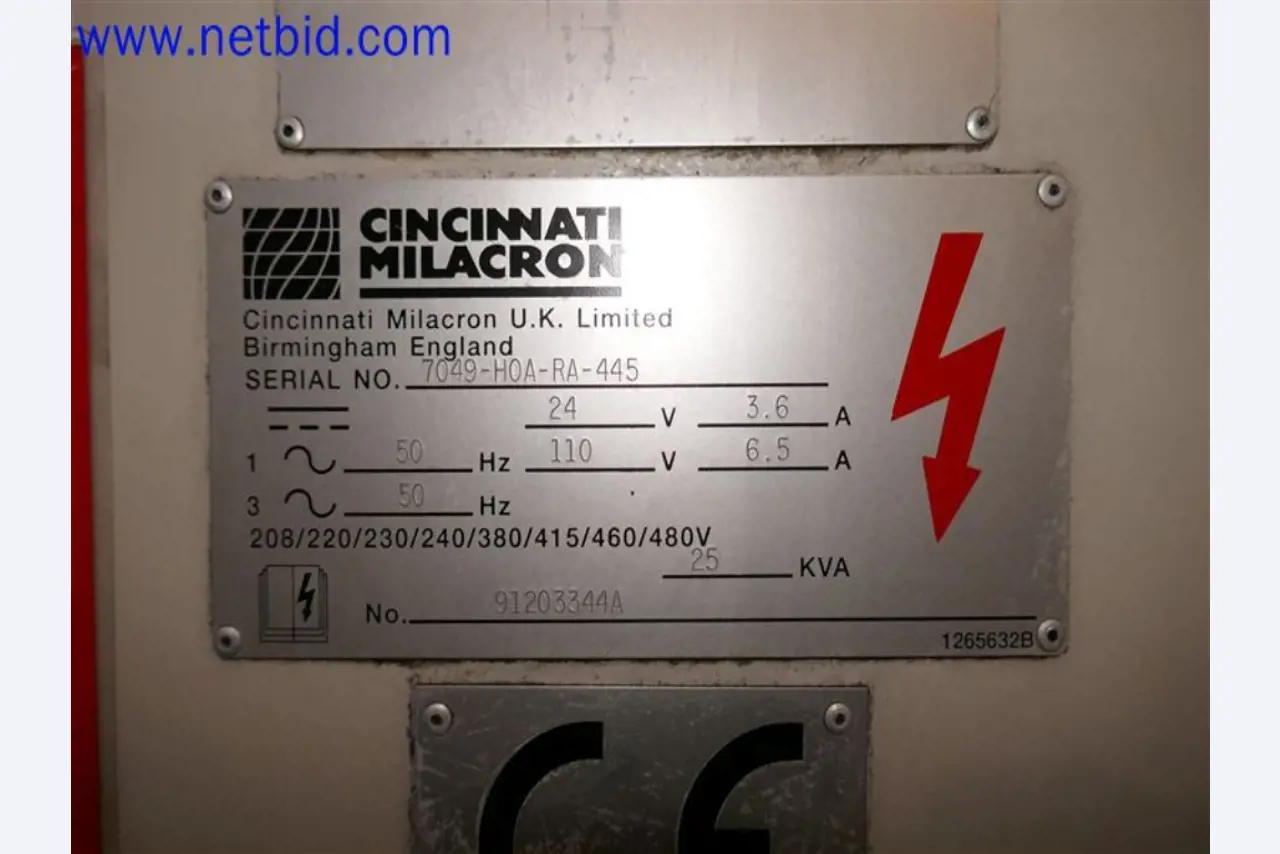 www.netbid.com
CINCINNATI
MILACRON
Cincinnati Milacron U.K. Limited
Birmingham England
SERIAL NO. 7049-H0A-RA-445
24 V 3.6 A
1 50 Hz 110 V 6.5 A
3 50 Hz
208/220/230/240/380/415/460/480V
25 KVA
No. 91203344A
1265632B
CE